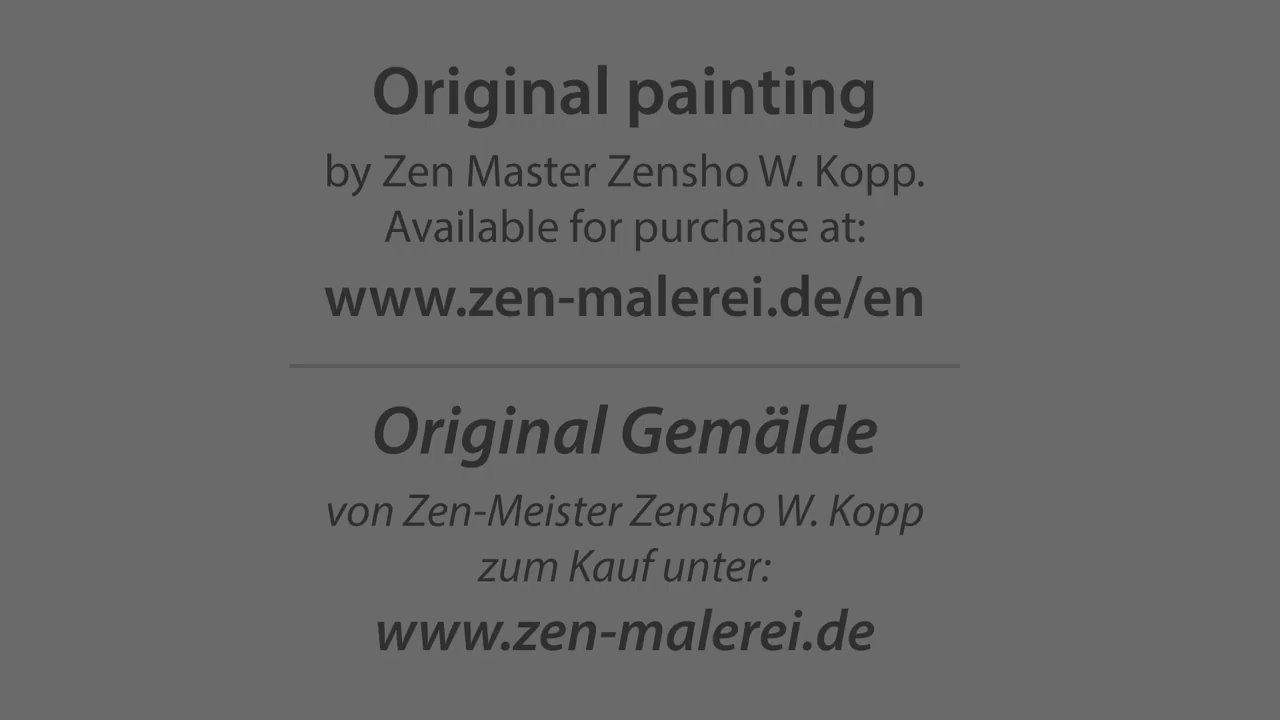 Original painting
by Zen Master Zensho W. Kopp.
Available for purchase at:
www.zen-malerei.de/en
Original Gemälde
von Zen-Meister Zensho W. Kopp
zum Kauf unter:
www.zen-malerei.de